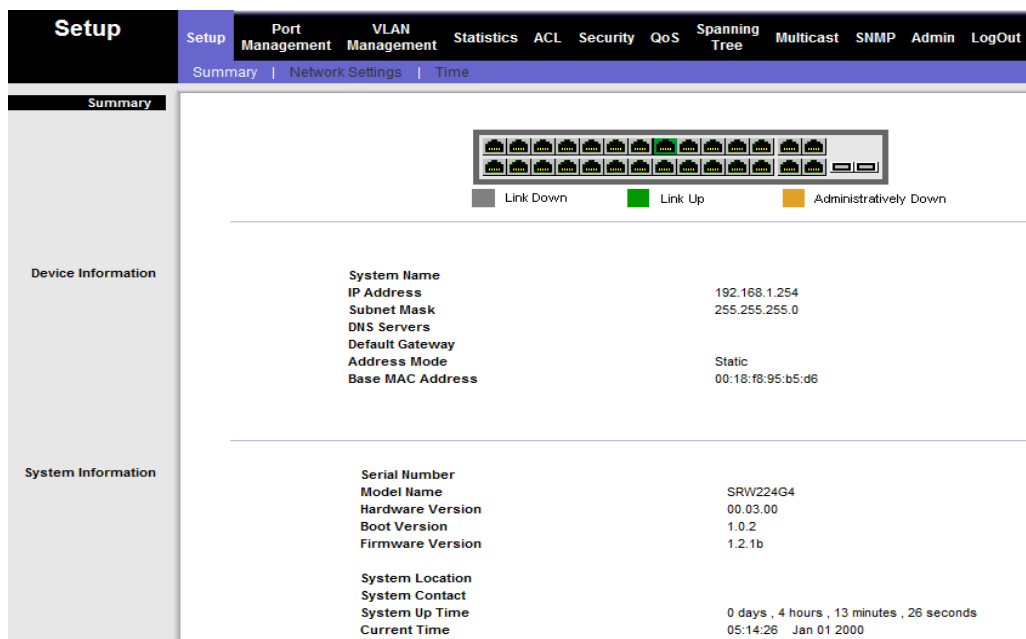 Setup
Setup Port Management VLAN Management Statistics ACL Security QoS Spanning Tree Multicast SNMP Admin LogOut
Summary | Network Settings | Time
Summary
Link Down Link Up Administratively Down
Device Information
System Name
IP Address 192.168.1.254
Subnet Mask 255.255.255.0
DNS Servers
Default Gateway
Address Mode Static
Base MAC Address 00:18:f8:95:b5:d6
System Information
Serial Number
Model Name SRW224G4
Hardware Version 00.03.00
Boot Version 1.0.2
Firmware Version 1.2.1b
System Location
System Contact
System Up Time 0 days , 4 hours , 13 minutes , 26 seconds
Current Time 05:14:26 Jan 01 2000